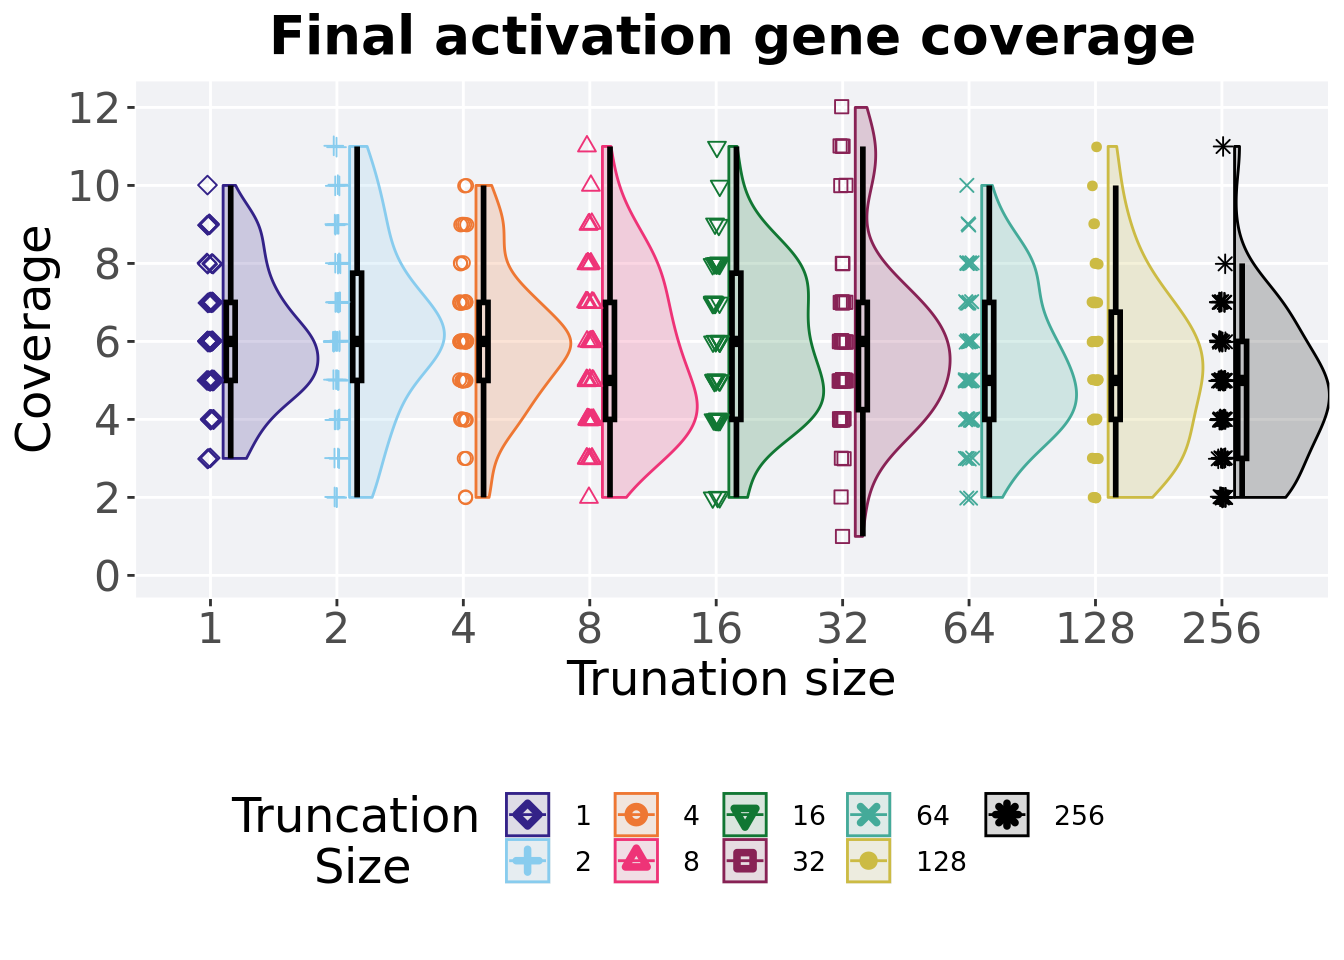 Final activation gene coverage
12
10
8
6
4
2
0
Coverage
1 2 4 8 16 32 64 128 256
Trunation size
Truncation
Size
1 4 16 64 256
2 8 32 128